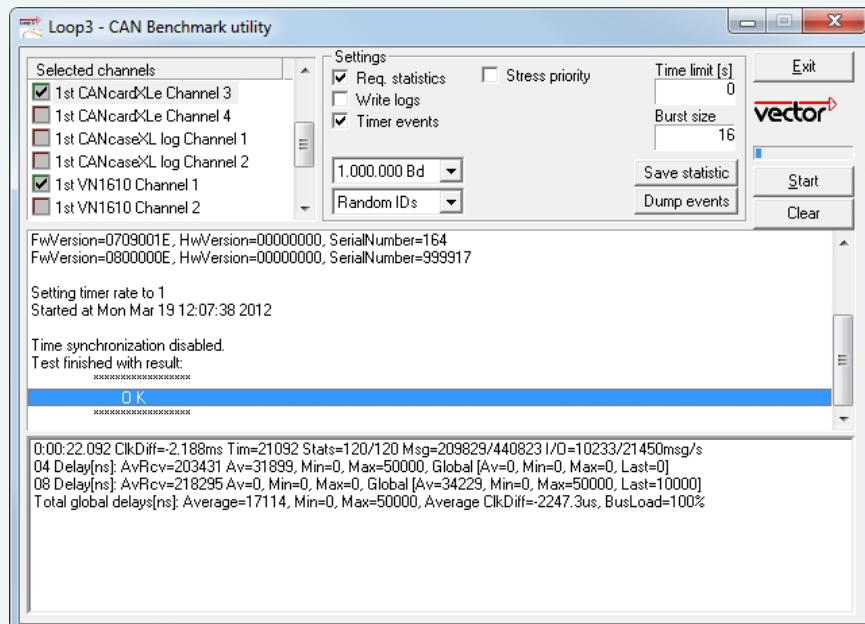 Loop3 - CAN Benchmark utility
Selected channels
1st CANcardXLe Channel 3
1st CANcardXLe Channel 4
1st CANcaseXL log Channel 1
1st CANcaseXL log Channel 2
1st VN1610 Channel 1
1st VN1610 Channel 2
Settings
Req. statistics
Write logs
Timer events
Stress priority
1.000.000 Bd
Random IDs
Time limit [s]
0
Burst size
16
Save statistic
Dump events
Exit
vector
Start
Clear
FwVersion=0709001E, HwVersion=00000000, SerialNumber=164
FwVersion=0800000E, HwVersion=00000000, SerialNumber=999917
Setting timer rate to 1
Started at Mon Mar 19 12:07:38 2012
Time synchronization disabled.
Test finished with result:
******************
O K
******************
0:00:22.092 ClkDiff=-2.188ms Tim=21092 Stats=120/120 Msg=209829/440823 I/O=10233/21450msg/s
04 Delay[ns]: AvRcv=203431 Av=31899, Min=0, Max=50000, Global [Av=0, Min=0, Max=0, Last=0]
08 Delay[ns]: AvRcv=218295 Av=0, Min=0, Max=0, Global [Av=34229, Min=0, Max=50000, Last=10000]
Total global delays[ns]: Average=17114, Min=0, Max=50000, Average ClkDiff=-2247.3us, BusLoad=100%